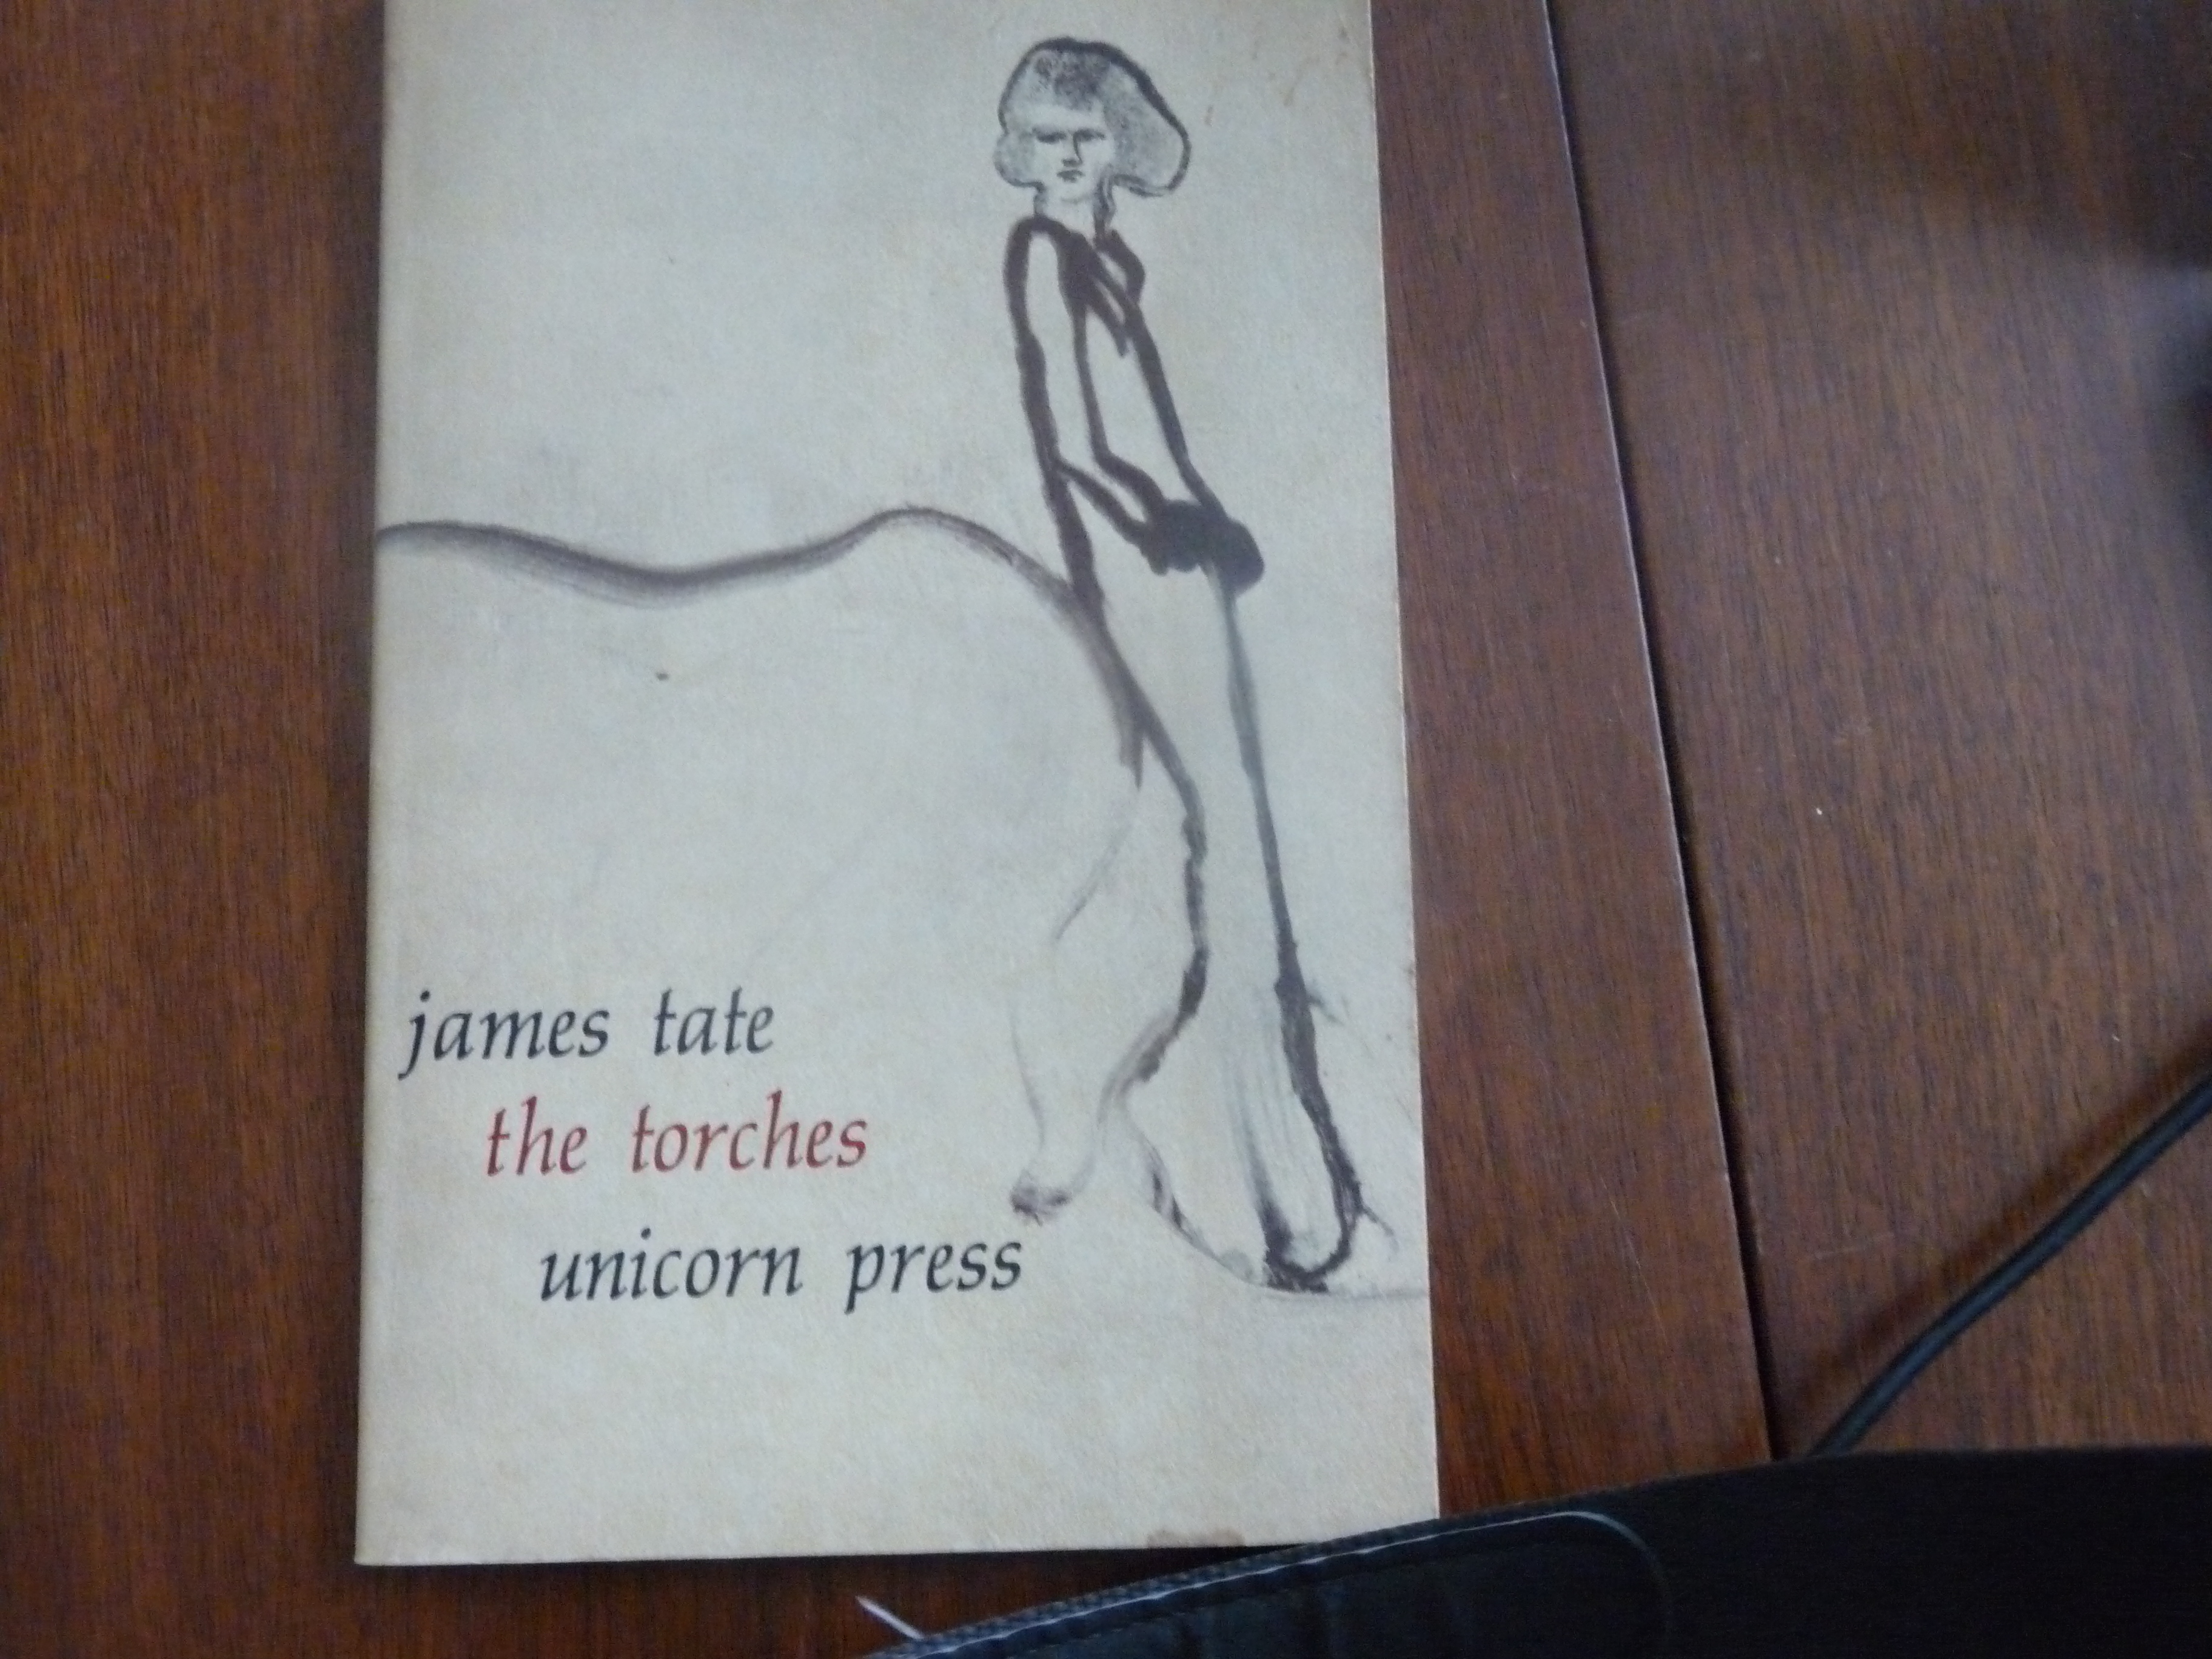 james tate
the torches
unicorn press